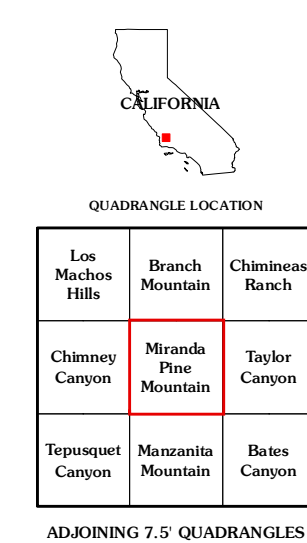 CALIFORNIA
QUADRANGLE LOCATION
Los
Machos
Hills
Branch
Mountain
Chimineas
Ranch
Chimney
Canyon
Miranda
Pine
Mountain
Taylor
Canyon
Tepusquet
Canyon
Manzanita
Mountain
Bates
Canyon
ADJOINING 7.5' QUADRANGLES